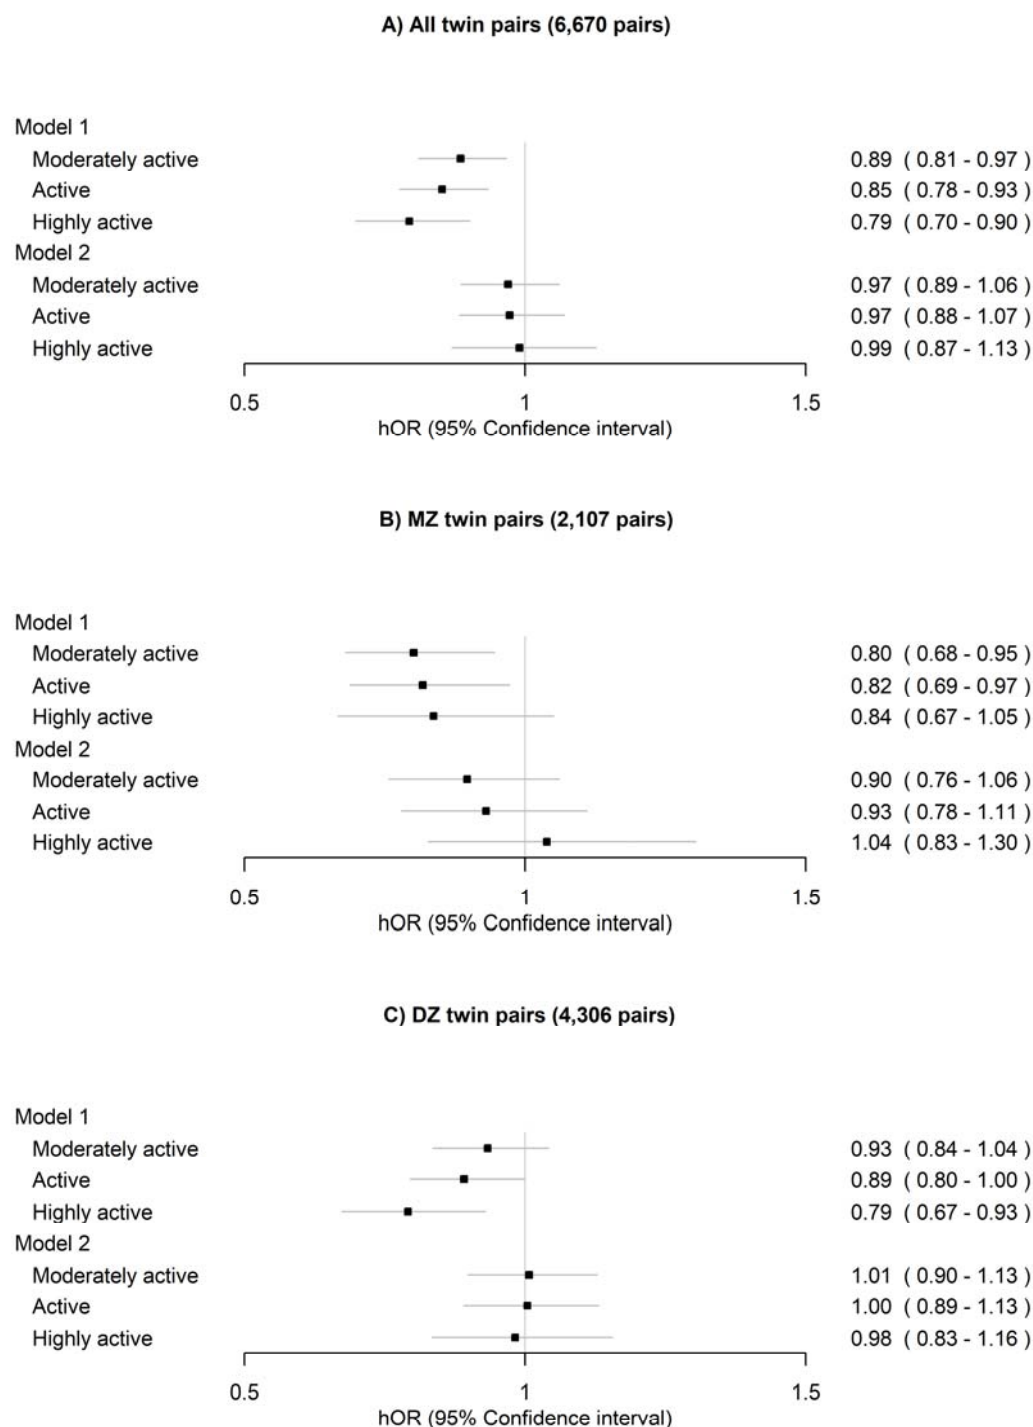 A) All twin pairs (6,670 pairs)
Model 1
Moderately active 0.89 ( 0.81 - 0.97 )
Active 0.85 ( 0.78 - 0.93 )
Highly active 0.79 ( 0.70 - 0.90 )
Model 2
Moderately active 0.97 ( 0.89 - 1.06 )
Active 0.97 ( 0.88 - 1.07 )
Highly active 0.99 ( 0.87 - 1.13 )
0.5 1 1.5
hOR (95% Confidence interval)
B) MZ twin pairs (2,107 pairs)
Model 1
Moderately active 0.80 ( 0.68 - 0.95 )
Active 0.82 ( 0.69 - 0.97 )
Highly active 0.84 ( 0.67 - 1.05 )
Model 2
Moderately active 0.90 ( 0.76 - 1.06 )
Active 0.93 ( 0.78 - 1.11 )
Highly active 1.04 ( 0.83 - 1.30 )
0.5 1 1.5
hOR (95% Confidence interval)
C) DZ twin pairs (4,306 pairs)
Model 1
Moderately active 0.93 ( 0.84 - 1.04 )
Active 0.89 ( 0.80 - 1.00 )
Highly active 0.79 ( 0.67 - 0.93 )
Model 2
Moderately active 1.01 ( 0.90 - 1.13 )
Active 1.00 ( 0.89 - 1.13 )
Highly active 0.98 ( 0.83 - 1.16 )
0.5 1 1.5
hOR (95% Confidence interval)